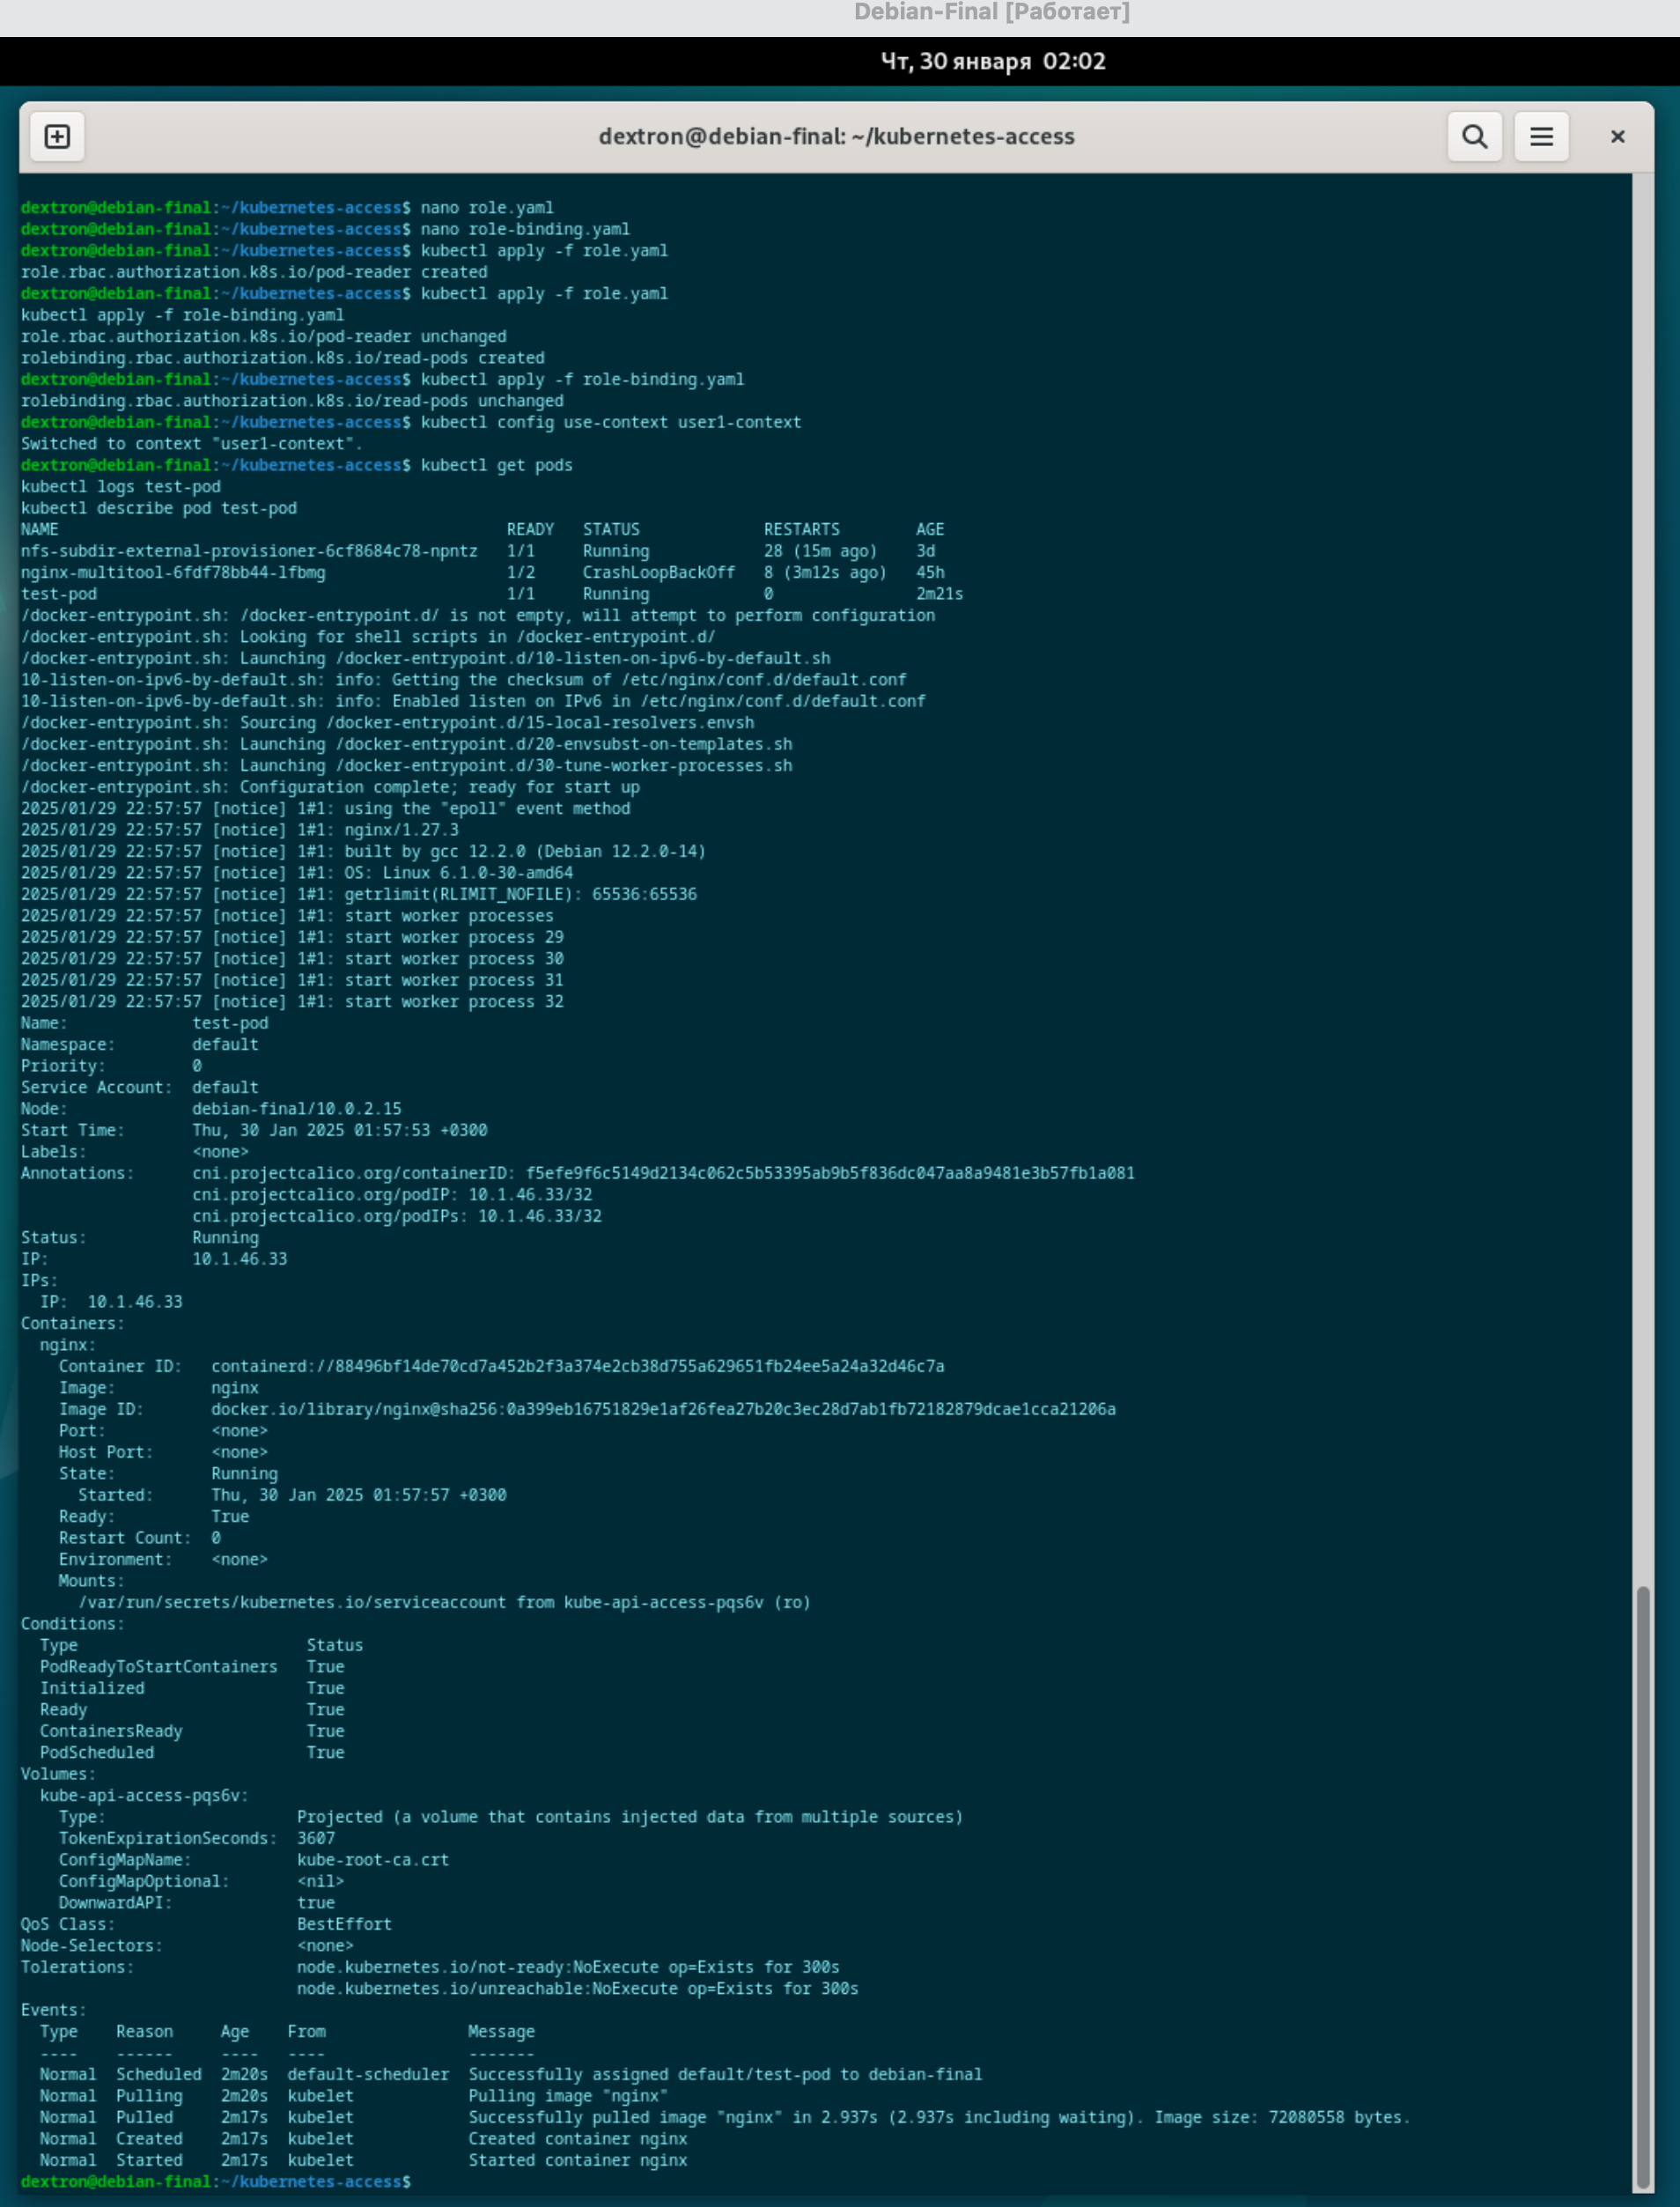 Debian-Final [Работает]
Чт, 30 января 02:02
dextron@debian-final: ~/kubernetes-access
dextron@debian-final:~/kubernetes-access$ nano role.yaml
dextron@debian-final:~/kubernetes-access$ nano role-binding.yaml
dextron@debian-final:~/kubernetes-access$ kubectl apply -f role.yaml
role.rbac.authorization.k8s.io/pod-reader created
dextron@debian-final:~/kubernetes-access$ kubectl apply -f role.yaml
kubectl apply -f role-binding.yaml
role.rbac.authorization.k8s.io/pod-reader unchanged
rolebinding.rbac.authorization.k8s.io/read-pods created
dextron@debian-final:~/kubernetes-access$ kubectl apply -f role-binding.yaml
rolebinding.rbac.authorization.k8s.io/read-pods unchanged
dextron@debian-final:~/kubernetes-access$ kubectl config use-context user1-context
Switched to context "user1-context".
dextron@debian-final:~/kubernetes-access$ kubectl get pods
kubectl logs test-pod
kubectl describe pod test-pod
NAME READY STATUS RESTARTS AGE
nfs-subdir-external-provisioner-6cf8684c78-npntz 1/1 Running 28 (15m ago) 3d
nginx-multitool-6fdf78bb44-lfbmg 1/2 CrashLoopBackOff 8 (3m12s ago) 45h
test-pod 1/1 Running 0 2m21s
/docker-entrypoint.sh: /docker-entrypoint.d/ is not empty, will attempt to perform configuration
/docker-entrypoint.sh: Looking for shell scripts in /docker-entrypoint.d/
/docker-entrypoint.sh: Launching /docker-entrypoint.d/10-listen-on-ipv6-by-default.sh
10-listen-on-ipv6-by-default.sh: info: Getting the checksum of /etc/nginx/conf.d/default.conf
10-listen-on-ipv6-by-default.sh: info: Enabled listen on IPv6 in /etc/nginx/conf.d/default.conf
/docker-entrypoint.sh: Sourcing /docker-entrypoint.d/15-local-resolvers.envsh
/docker-entrypoint.sh: Launching /docker-entrypoint.d/20-envsubst-on-templates.sh
/docker-entrypoint.sh: Launching /docker-entrypoint.d/30-tune-worker-processes.sh
/docker-entrypoint.sh: Configuration complete; ready for start up
2025/01/29 22:57:57 [notice] 1#1: using the "epoll" event method
2025/01/29 22:57:57 [notice] 1#1: nginx/1.27.3
2025/01/29 22:57:57 [notice] 1#1: built by gcc 12.2.0 (Debian 12.2.0-14)
2025/01/29 22:57:57 [notice] 1#1: OS: Linux 6.1.0-30-amd64
2025/01/29 22:57:57 [notice] 1#1: getrlimit(RLIMIT_NOFILE): 65536:65536
2025/01/29 22:57:57 [notice] 1#1: start worker processes
2025/01/29 22:57:57 [notice] 1#1: start worker process 29
2025/01/29 22:57:57 [notice] 1#1: start worker process 30
2025/01/29 22:57:57 [notice] 1#1: start worker process 31
2025/01/29 22:57:57 [notice] 1#1: start worker process 32
Name: test-pod
Namespace: default
Priority: 0
Service Account: default
Node: debian-final/10.0.2.15
Start Time: Thu, 30 Jan 2025 01:57:53 +0300
Labels: <none>
Annotations: cni.projectcalico.org/containerID: f5efe9f6c5149d2134c062c5b53395ab9b5f836dc047aa8a9481e3b57fb1a081
cni.projectcalico.org/podIP: 10.1.46.33/32
cni.projectcalico.org/podIPs: 10.1.46.33/32
Status: Running
IP: 10.1.46.33
IPs:
IP: 10.1.46.33
Containers:
nginx:
Container ID: containerd://88496bf14de70cd7a452b2f3a374e2cb38d755a629651fb24ee5a24a32d46c7a
Image: nginx
Image ID: docker.io/library/nginx@sha256:0a399eb16751829e1af26fea27b20c3ec28d7ab1fb72182879dcae1cca21206a
Port: <none>
Host Port: <none>
State: Running
Started: Thu, 30 Jan 2025 01:57:57 +0300
Ready: True
Restart Count: 0
Environment: <none>
Mounts:
/var/run/secrets/kubernetes.io/serviceaccount from kube-api-access-pqs6v (ro)
Conditions:
Type Status
PodReadyToStartContainers True
Initialized True
Ready True
ContainersReady True
PodScheduled True
Volumes:
kube-api-access-pqs6v:
Type: Projected (a volume that contains injected data from multiple sources)
TokenExpirationSeconds: 3607
ConfigMapName: kube-root-ca.crt
ConfigMapOptional: <nil>
DownwardAPI: true
QoS Class: BestEffort
Node-Selectors: <none>
Tolerations: node.kubernetes.io/not-ready:NoExecute op=Exists for 300s
node.kubernetes.io/unreachable:NoExecute op=Exists for 300s
Events:
Type Reason Age From Message
---- ------ ---- ---- -------
Normal Scheduled 2m20s default-scheduler Successfully assigned default/test-pod to debian-final
Normal Pulling 2m20s kubelet Pulling image "nginx"
Normal Pulled 2m17s kubelet Successfully pulled image "nginx" in 2.937s (2.937s including waiting). Image size: 72080558 bytes.
Normal Created 2m17s kubelet Created container nginx
Normal Started 2m17s kubelet Started container nginx
dextron@debian-final:~/kubernetes-access$